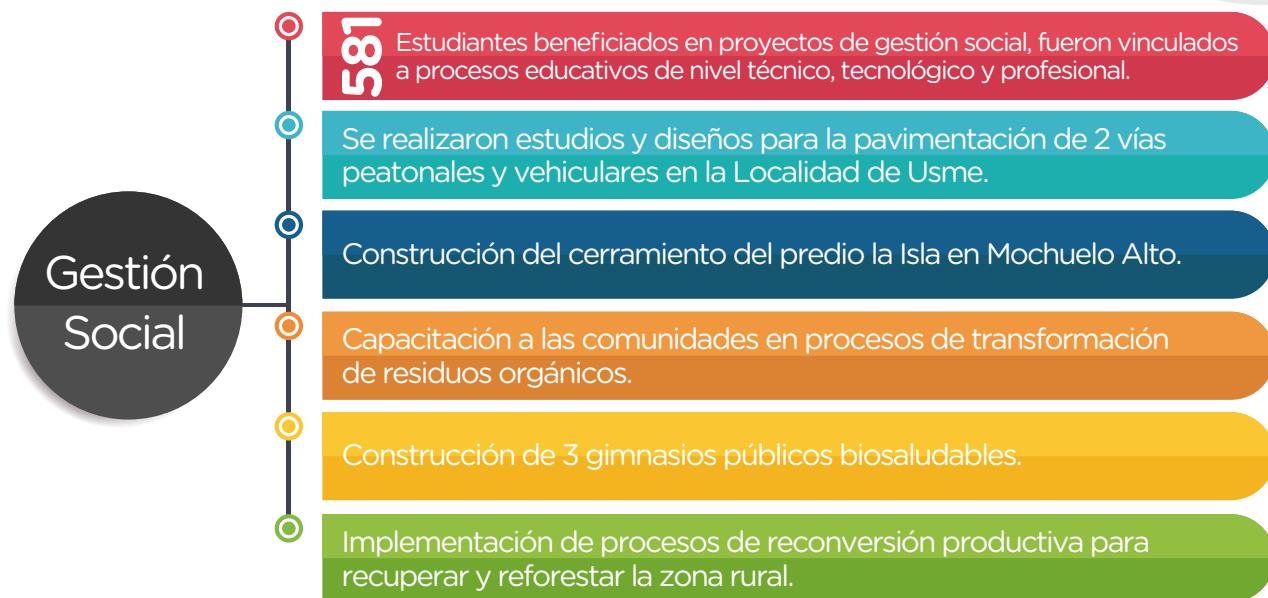 Gestión
Social
581
Estudiantes beneficiados en proyectos de gestión social, fueron vinculados
a procesos educativos de nivel técnico, tecnológico y profesional.
Se realizaron estudios y diseños para la pavimentación de 2 vías
peatonales y vehiculares en la Localidad de Usme.
Construcción del cerramiento del predio la Isla en Mochuelo Alto.
Capacitación a las comunidades en procesos de transformación
de residuos orgánicos.
Construcción de 3 gimnasios públicos biosaludables.
Implementación de procesos de reconversión productiva para
recuperar y reforestar la zona rural.